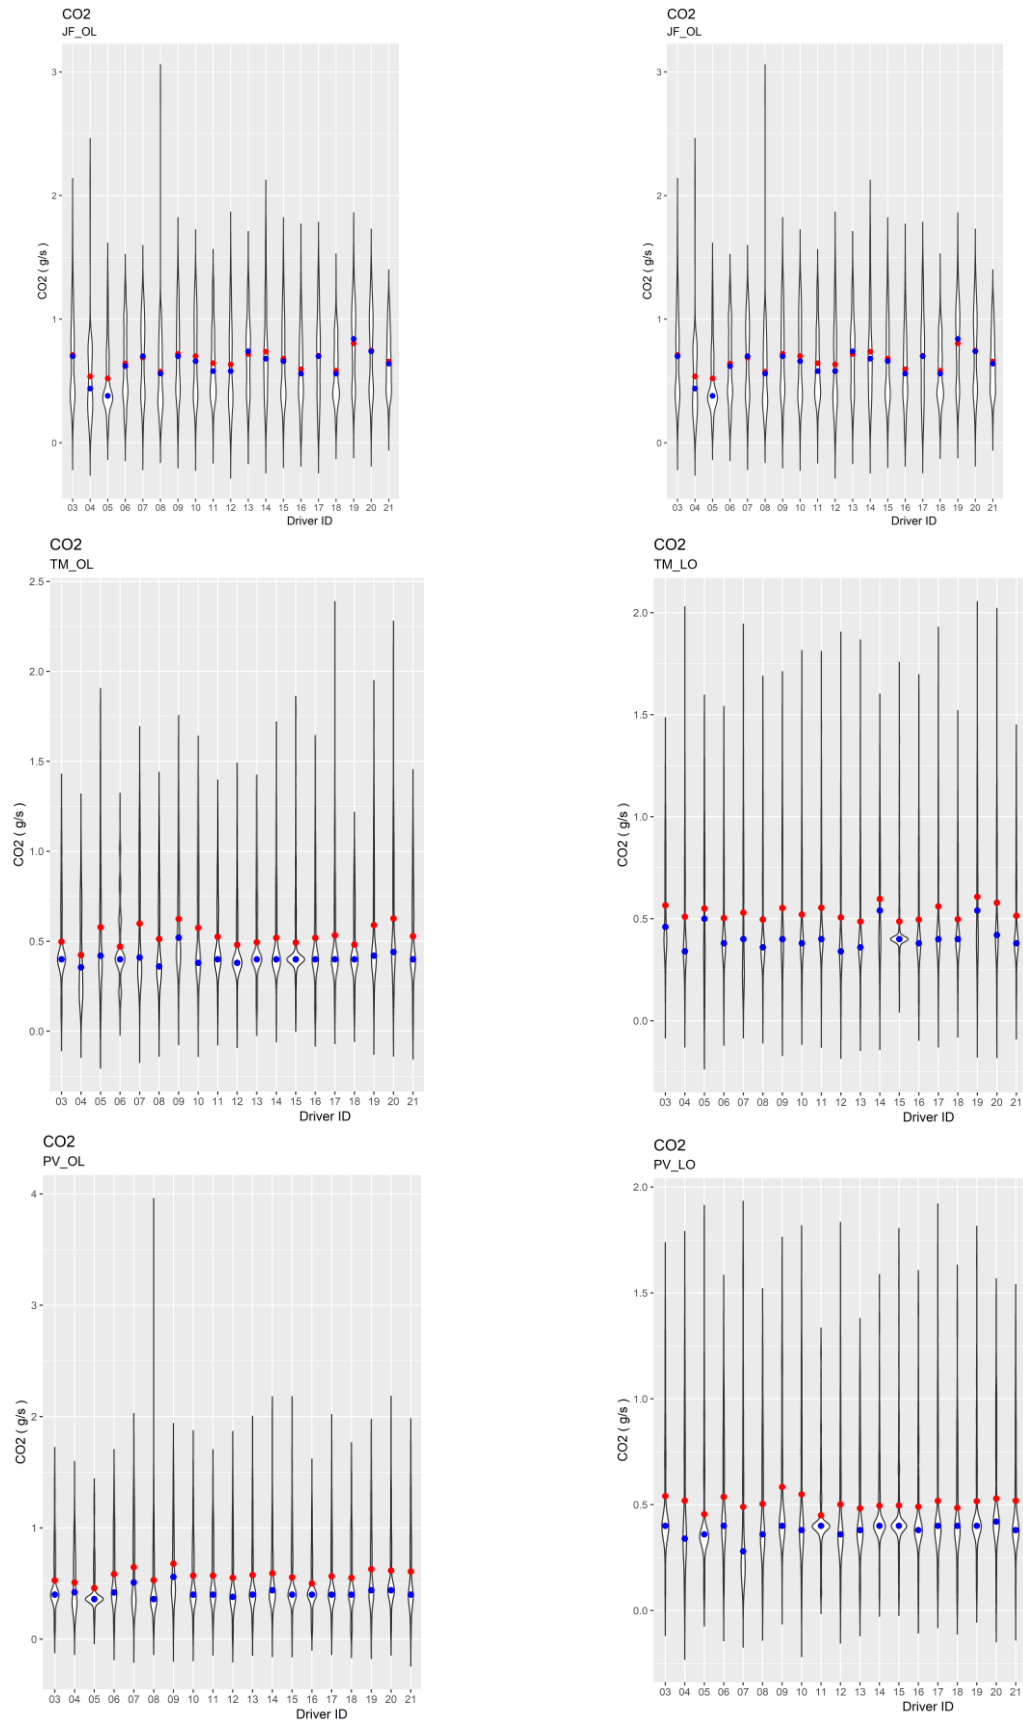 CO2
JF_OL
3
2
1
0
CO2 ( g/s )
03 04 05 06 07 08 09 10 11 12 13 14 15 16 17 18 19 20 21
Driver ID
CO2
JF_OL
3
2
1
0
CO2 ( g/s )
03 04 05 06 07 08 09 10 11 12 13 14 15 16 17 18 19 20 21
Driver ID
CO2
TM_OL
2.5
2.0
1.5
1.0
0.5
0.0
CO2 ( g/s )
03 04 05 06 07 08 09 10 11 12 13 14 15 16 17 18 19 20 21
Driver ID
CO2
TM_LO
2.0
1.5
1.0
0.5
0.0
CO2 ( g/s )
03 04 05 06 07 08 09 10 11 12 13 14 15 16 17 18 19 20 21
Driver ID
CO2
PV_OL
4
3
2
1
0
CO2 ( g/s )
03 04 05 06 07 08 09 10 11 12 13 14 15 16 17 18 19 20 21
Driver ID
CO2
PV_LO
2.0
1.5
1.0
0.5
0.0
CO2 ( g/s )
03 04 05 06 07 08 09 10 11 12 13 14 15 16 17 18 19 20 21
Driver ID